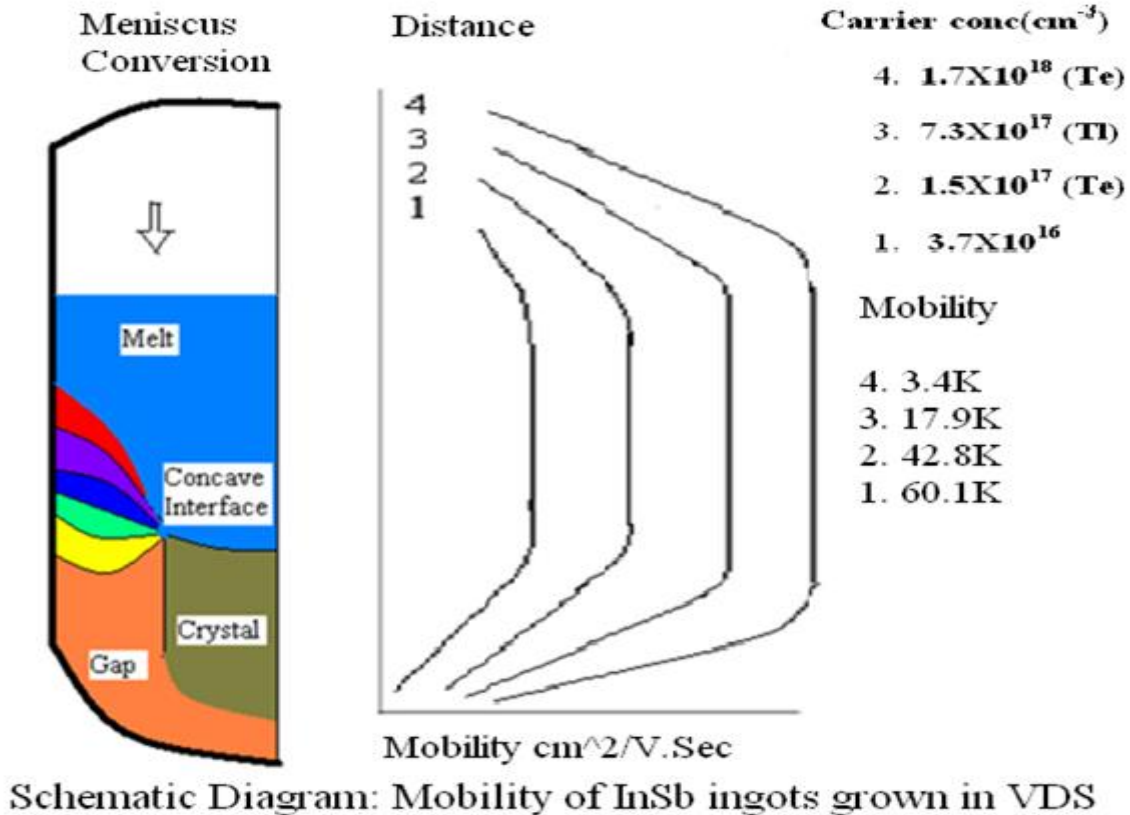 Meniscus
Conversion
Melt
Concave
Interface
Crystal
Gap
Distance
4
3
2
1
Mobility cm^2/V.Sec
Carrier conc(cm⁻³)
4. 1.7X10¹⁸ (Te)
3. 7.3X10¹⁷ (Tl)
2. 1.5X10¹⁷ (Te)
1. 3.7X10¹⁶
Mobility
4. 3.4K
3. 17.9K
2. 42.8K
1. 60.1K
Schematic Diagram: Mobility of InSb ingots grown in VDS